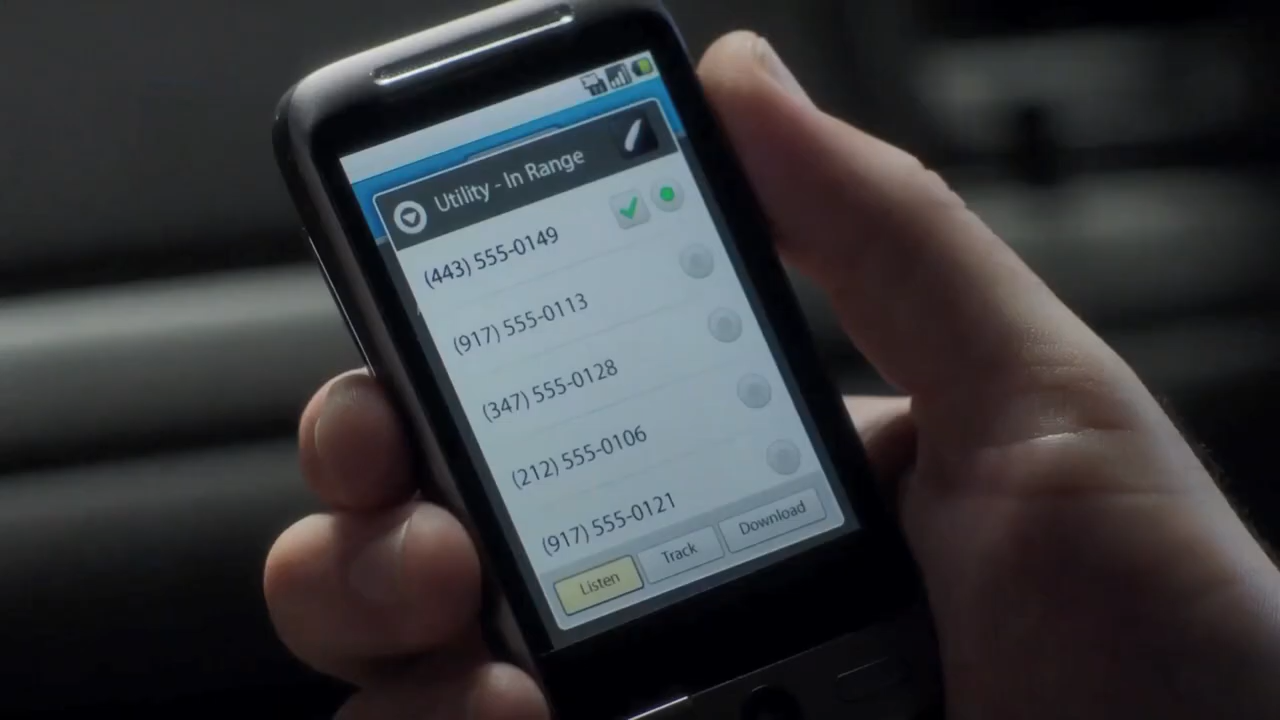 Utility - In Range
(443) 555-0149
(917) 555-0113
(347) 555-0128
(212) 555-0106
(917) 555-0121
Listen Track Download